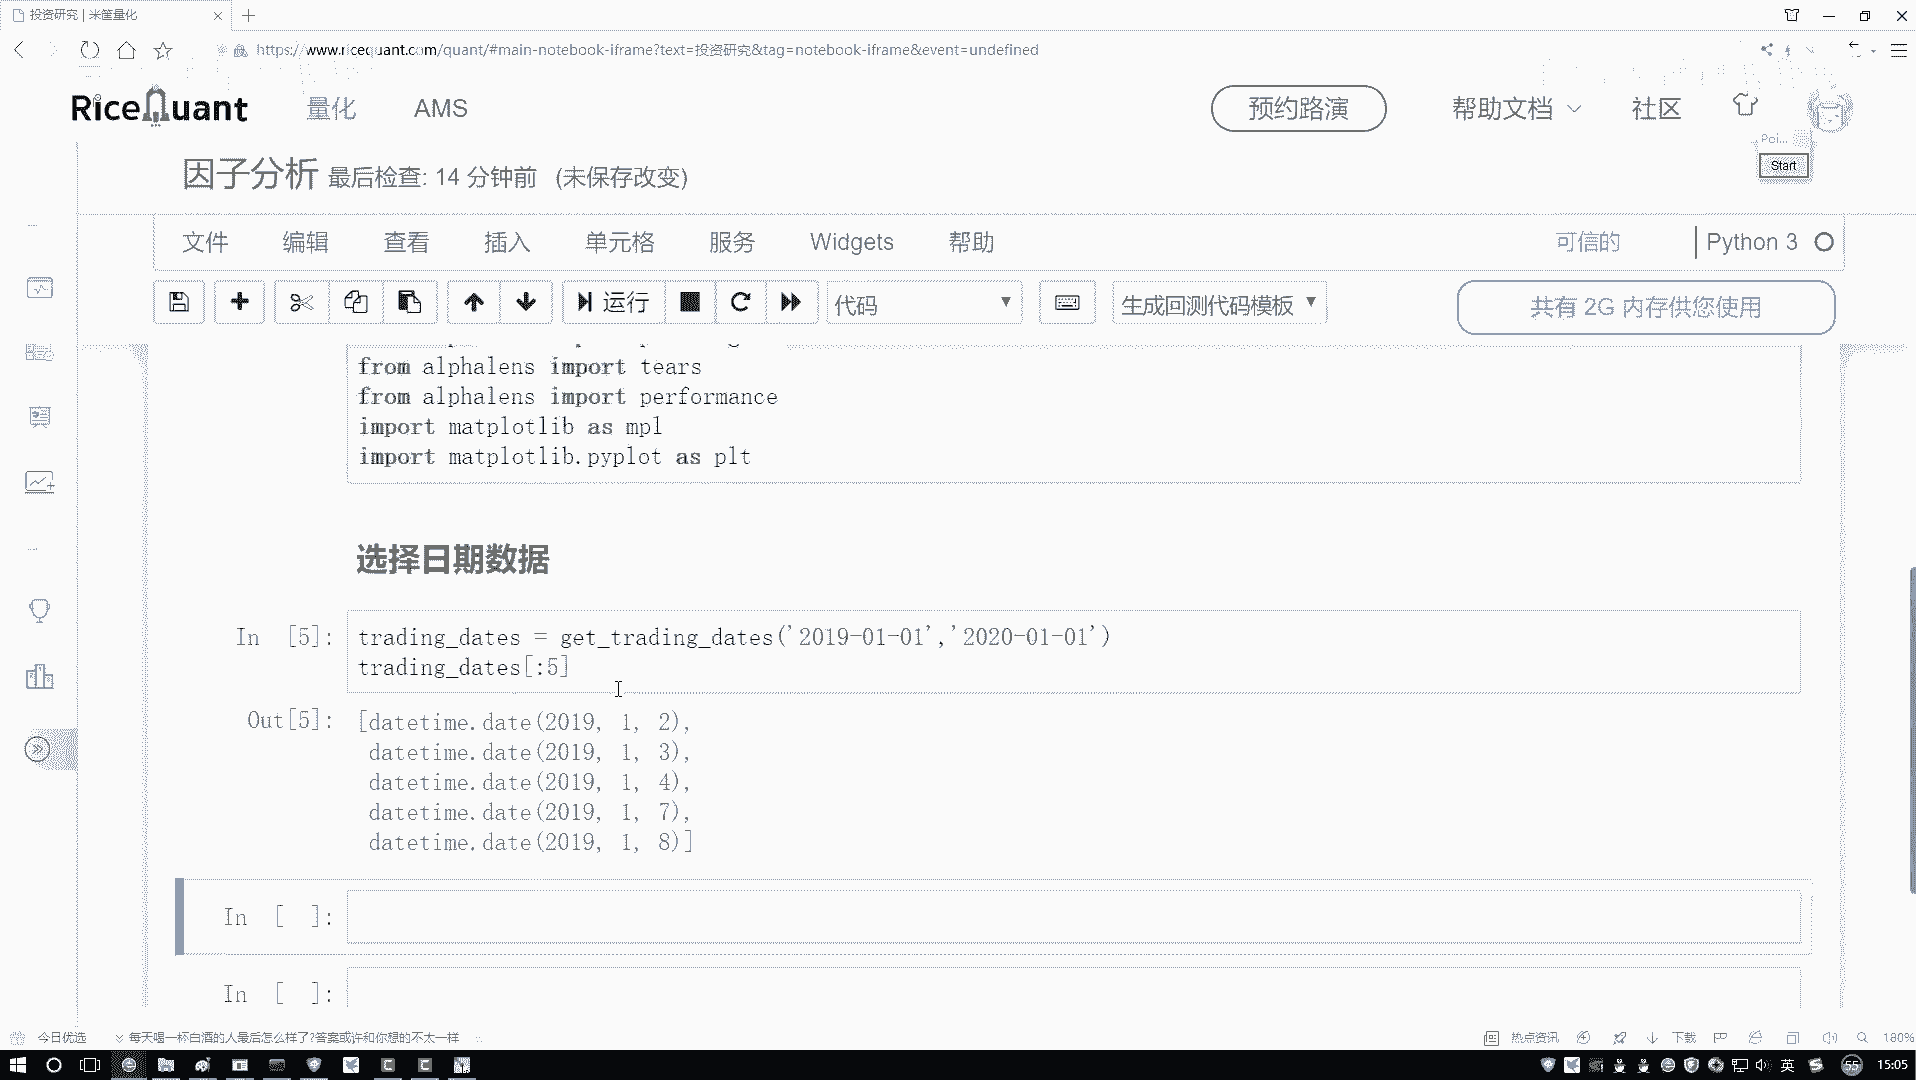 投资研究 | 米筐量化
https://www.ricequant.com/quant/#main-notebook-iframe?text=投资研究&tag=notebook-iframe&event=undefined
RiceQuant 量化 AMS 预约路演 帮助文档 社区
Poi...
Start
因子分析 最后检查: 14 分钟前 (未保存改变)
文件 编辑 查看 插入 单元格 服务 Widgets 帮助 可信的 Python 3
运行 代码 生成回测代码模板 共有 2G 内存供您使用
from alphalens import tears
from alphalens import performance
import matplotlib as mpl
import matplotlib.pyplot as plt
选择日期数据
In [5]: trading_dates = get_trading_dates('2019-01-01','2020-01-01')
trading_dates[:5]
Out[5]: [datetime.date(2019, 1, 2),
datetime.date(2019, 1, 3),
datetime.date(2019, 1, 4),
datetime.date(2019, 1, 7),
datetime.date(2019, 1, 8)]
In [ ]:
In [ ]:
今日优选 每天喝一杯白酒的人最后怎么样了?答案或许和你想的不太一样 热点资讯 下载 180%
英 55 15:05